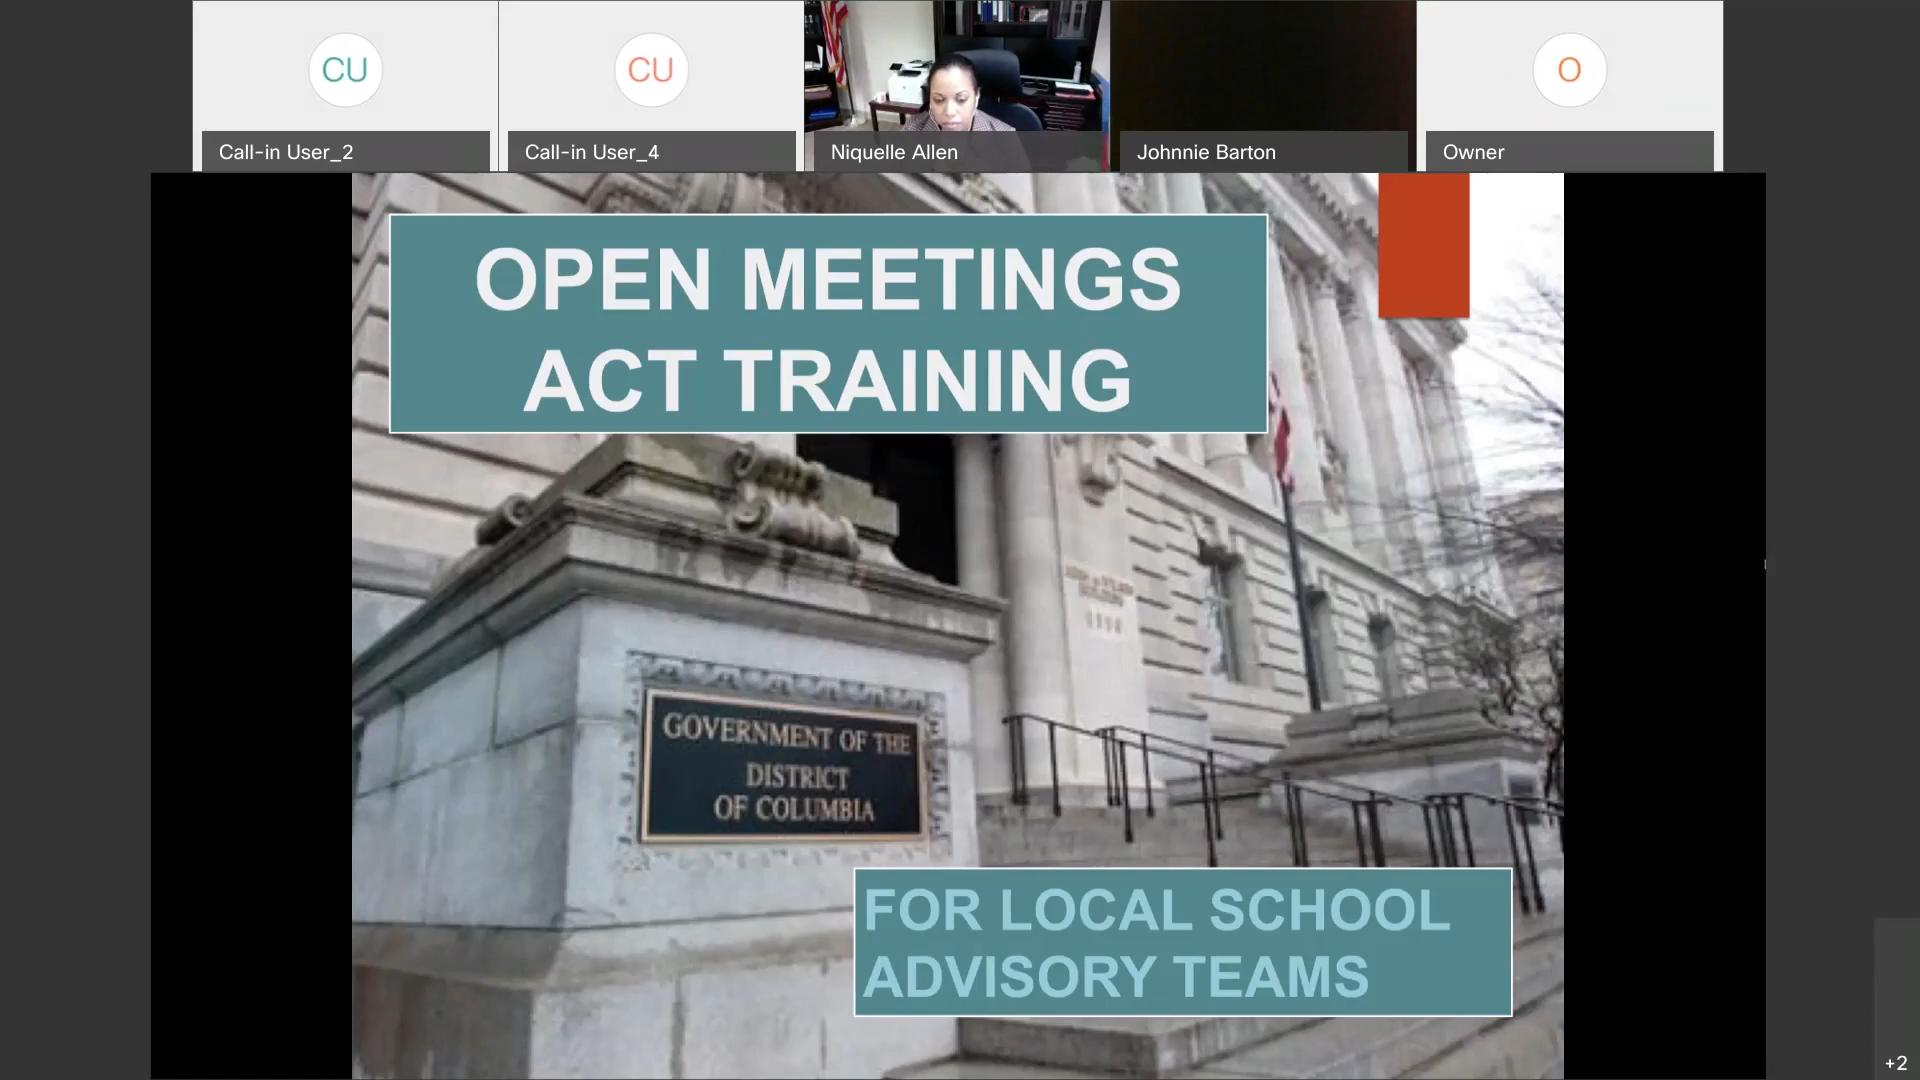 CU
CU
O
Call-in User_2
Call-in User_4
Niquelle Allen
Johnnie Barton
Owner
OPEN MEETINGS
ACT TRAINING
GOVERNMENT OF THE
DISTRICT
OF COLUMBIA
FOR LOCAL SCHOOL
ADVISORY TEAMS
+2